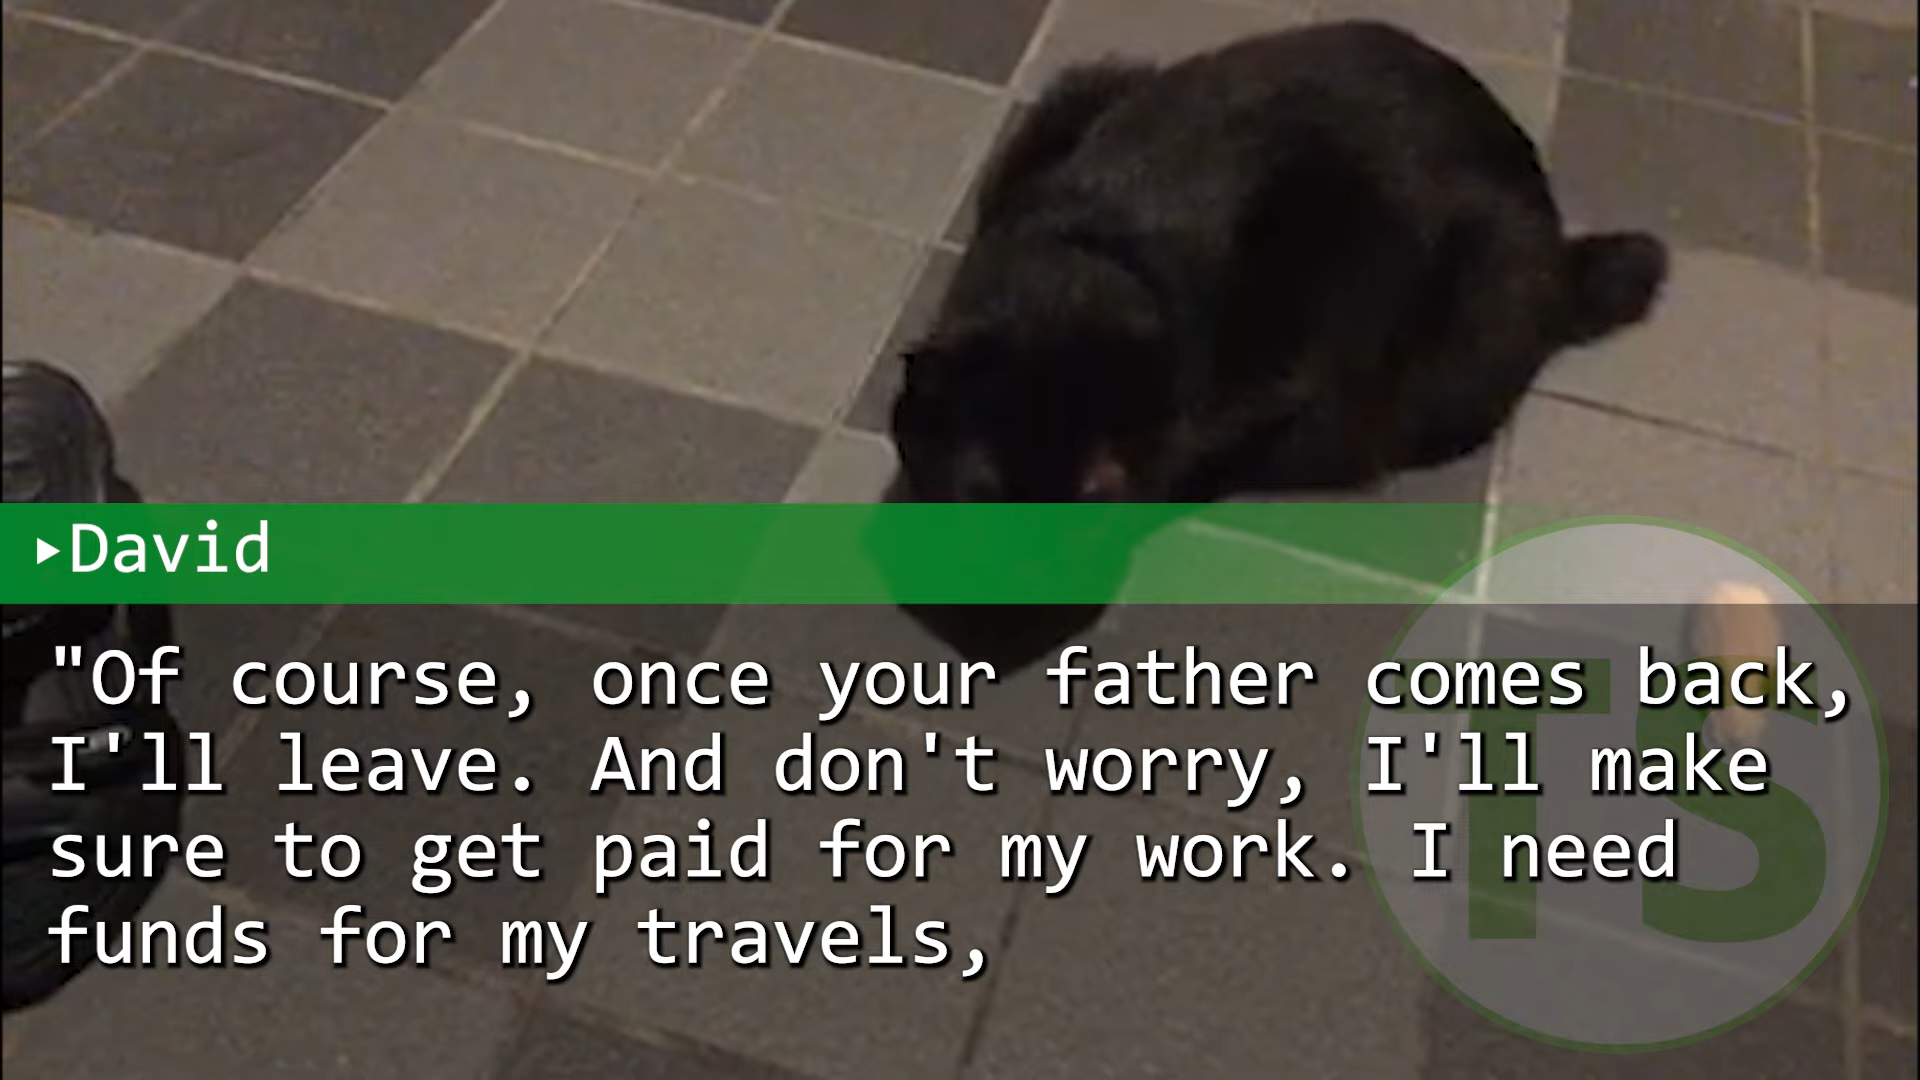 ▸David
"Of course, once your father comes back,
I'll leave. And don't worry, I'll make
sure to get paid for my work. I need
funds for my travels,
TS